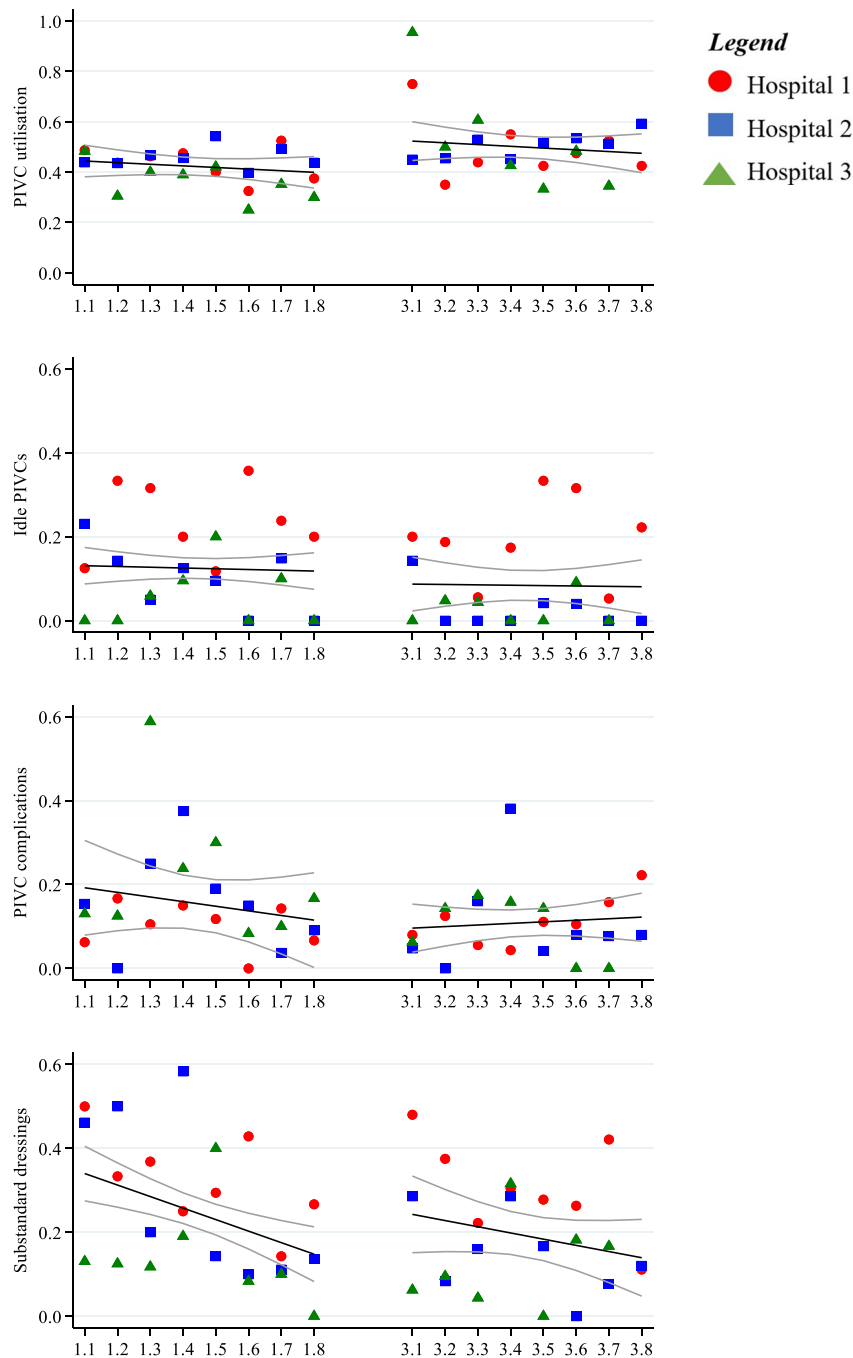 1.0
0.8
0.6
0.4
0.2
0.0
PIVC utilisation
1.1 1.2 1.3 1.4 1.5 1.6 1.7 1.8 3.1 3.2 3.3 3.4 3.5 3.6 3.7 3.8
Legend
Hospital 1
Hospital 2
Hospital 3
0.6
0.4
0.2
0.0
Idle PIVCs
1.1 1.2 1.3 1.4 1.5 1.6 1.7 1.8 3.1 3.2 3.3 3.4 3.5 3.6 3.7 3.8
0.6
0.4
0.2
0.0
PIVC complications
1.1 1.2 1.3 1.4 1.5 1.6 1.7 1.8 3.1 3.2 3.3 3.4 3.5 3.6 3.7 3.8
0.6
0.4
0.2
0.0
Substandard dressings
1.1 1.2 1.3 1.4 1.5 1.6 1.7 1.8 3.1 3.2 3.3 3.4 3.5 3.6 3.7 3.8